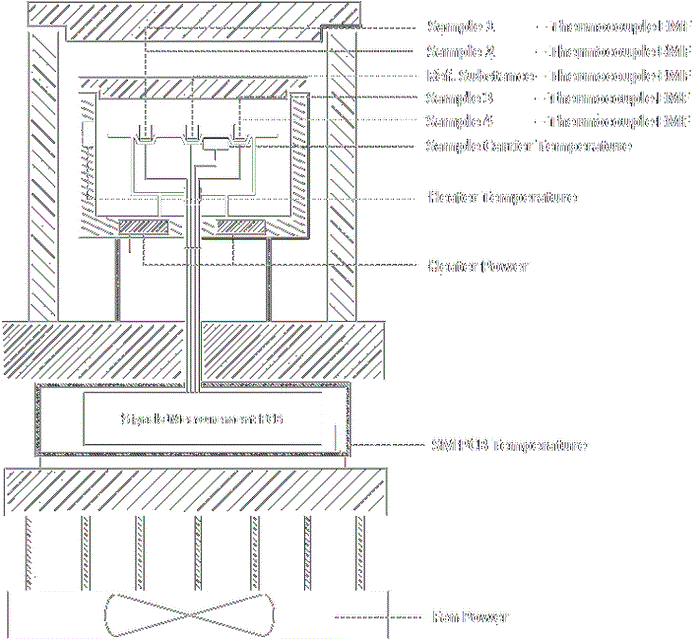 Sample 1 - Thermocouple EMF
Sample 2 - Thermocouple EMF
Ref. Substance - Thermocouple EMF
Sample 3 - Thermocouple EMF
Sample 4 - Thermocouple EMF
Sample Carrier Temperature
Heater Temperature
Heater Power
Signal Measurement PCB
SM PCB Temperature
Fan Power